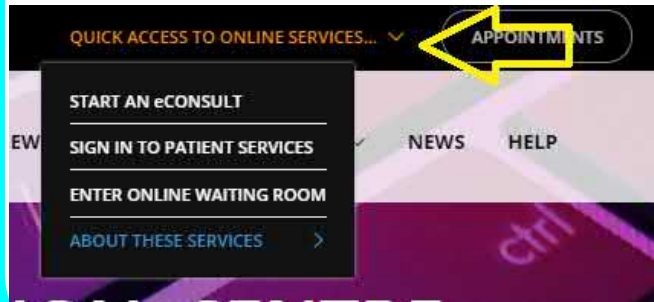 QUICK ACCESS TO ONLINE SERVICES...
APPOINTMENTS
START AN eCONSULT
SIGN IN TO PATIENT SERVICES
NEWS HELP
ENTER ONLINE WAITING ROOM
ABOUT THESE SERVICES
ctrl